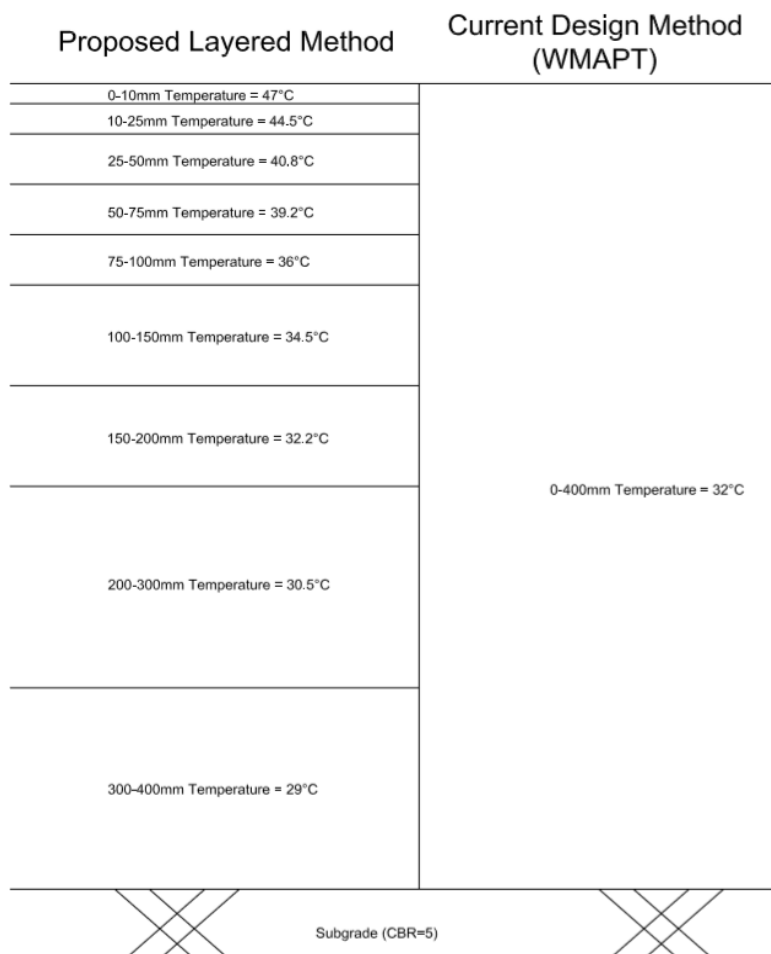 Proposed Layered Method
Current Design Method
(WMAPT)
0-10mm Temperature = 47°C
10-25mm Temperature = 44.5°C
25-50mm Temperature = 40.8°C
50-75mm Temperature = 39.2°C
75-100mm Temperature = 36°C
100-150mm Temperature = 34.5°C
150-200mm Temperature = 32.2°C
200-300mm Temperature = 30.5°C
300-400mm Temperature = 29°C
0-400mm Temperature = 32°C
Subgrade (CBR=5)